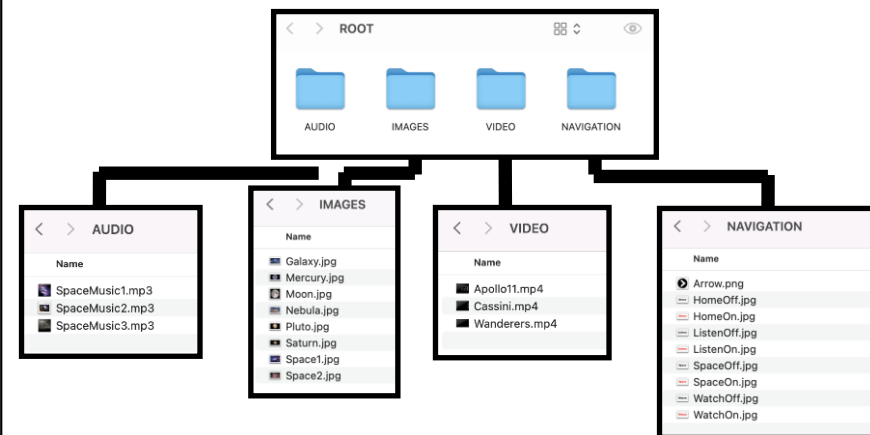 ROOT
AUDIO
IMAGES
VIDEO
NAVIGATION
AUDIO
Name
SpaceMusic1.mp3
SpaceMusic2.mp3
SpaceMusic3.mp3
IMAGES
Name
Galaxy.jpg
Mercury.jpg
Moon.jpg
Nebula.jpg
Pluto.jpg
Saturn.jpg
Space1.jpg
Space2.jpg
VIDEO
Name
Apollo11.mp4
Cassini.mp4
Wanderers.mp4
NAVIGATION
Name
Arrow.png
HomeOff.jpg
HomeOn.jpg
ListenOff.jpg
ListenOn.jpg
SpaceOff.jpg
SpaceOn.jpg
WatchOff.jpg
WatchOn.jpg